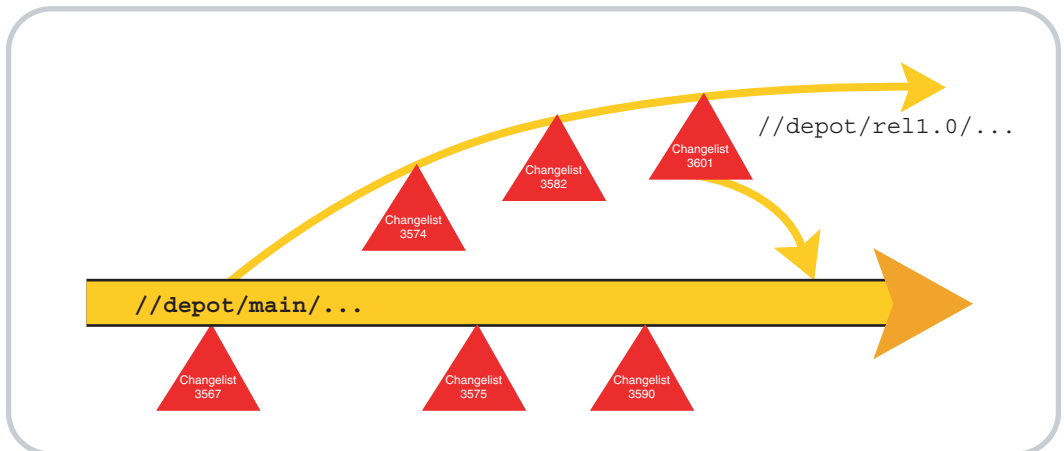 Changelist
3601
//depot/rel1.0/...
Changelist
3582
Changelist
3574
//depot/main/...
Changelist
3567
Changelist
3575
Changelist
3590